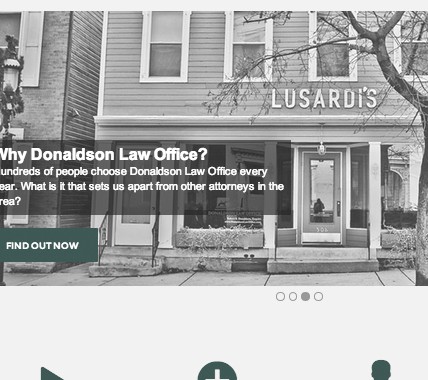 LUSARDI'S
Why Donaldson Law Office?
undreds of people choose Donaldson Law Office every
ear. What is it that sets us apart from other attorneys in the
rea?
FIND OUT NOW